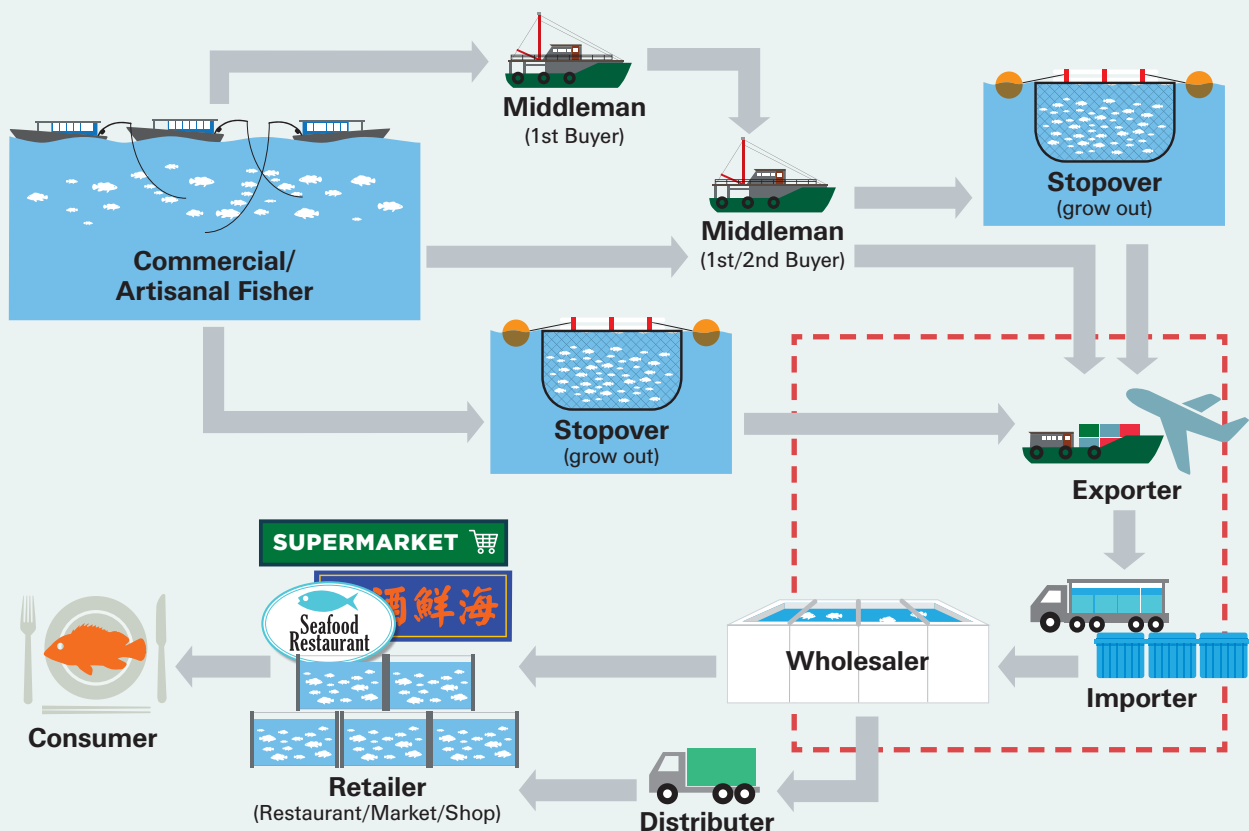 Middleman
(1st Buyer)
Stopover
(grow out)
Middleman
(1st/2nd Buyer)
Commercial/
Artisanal Fisher
Stopover
(grow out)
Exporter
SUPERMARKET
酒鮮海
Seafood
Restaurant
Wholesaler
Importer
Consumer
Retailer
(Restaurant/Market/Shop)
Distributer